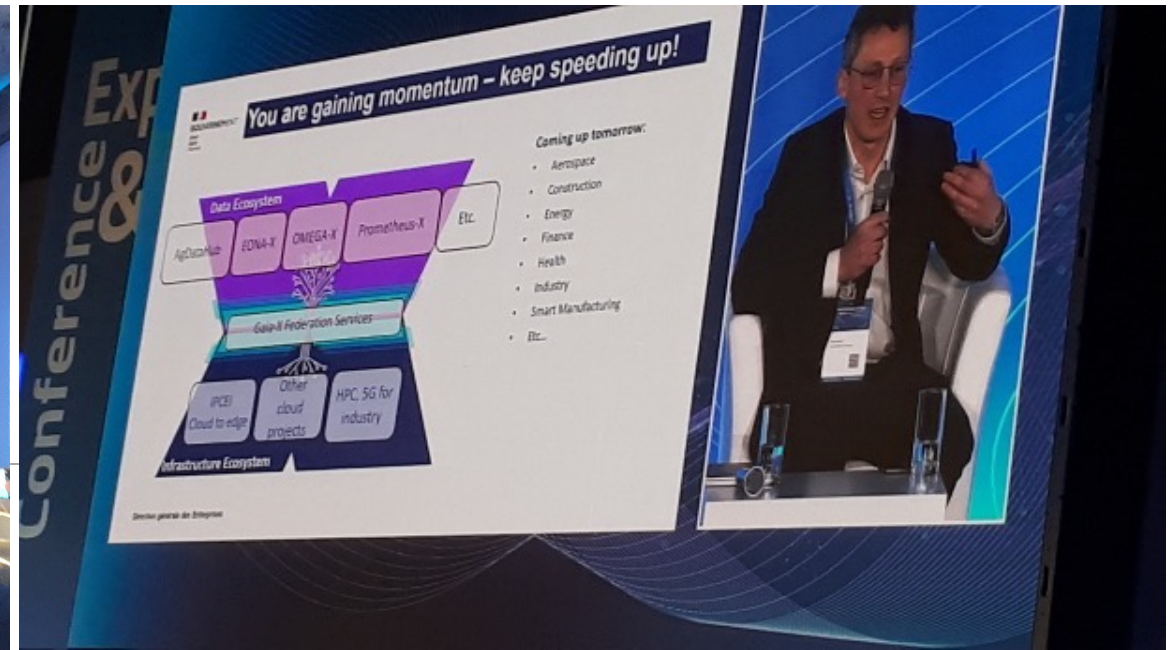 Conference
& Exp
GOUVERNEMENT
You are gaining momentum – keep speeding up!
Data Ecosystem
AgDataHub
EONA-X
OMEGA-X
Prometheus-X
Etc.
Gaia-X Federation Services
IPCEI
Cloud to edge
Other
cloud
projects
HPC, 5G for
industry
Infrastructure Ecosystem
Coming up tomorrow:
• Aerospace
• Construction
• Energy
• Finance
• Health
• Industry
• Smart Manufacturing
• Etc...
Direction générale des Entreprises